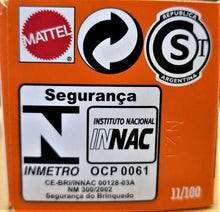 MATTEL
REPUBLICA
ARGENTINA
Segurança
INSTITUTO NACIONAL
INNAC
INMETRO OCP 0061
CE-BRI/INNAC 00128-03A
NM 300/2002
Segurança do Brinquedo
11/100